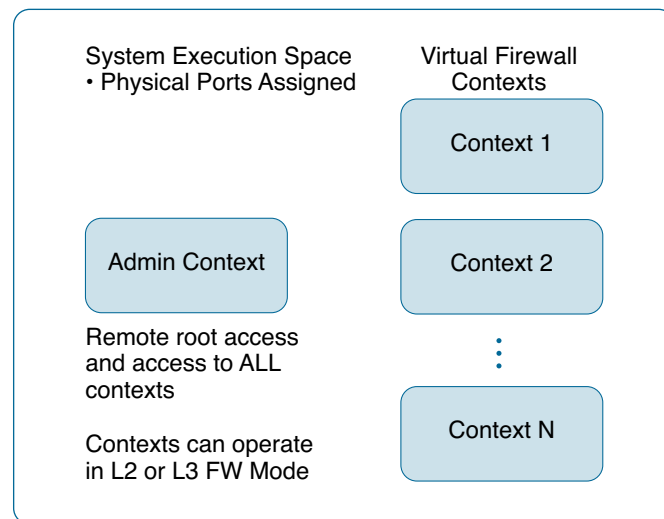 System Execution Space
• Physical Ports Assigned
Virtual Firewall
Contexts
Context 1
Admin Context
Context 2
Remote root access
and access to ALL
contexts
Contexts can operate
in L2 or L3 FW Mode
Context N